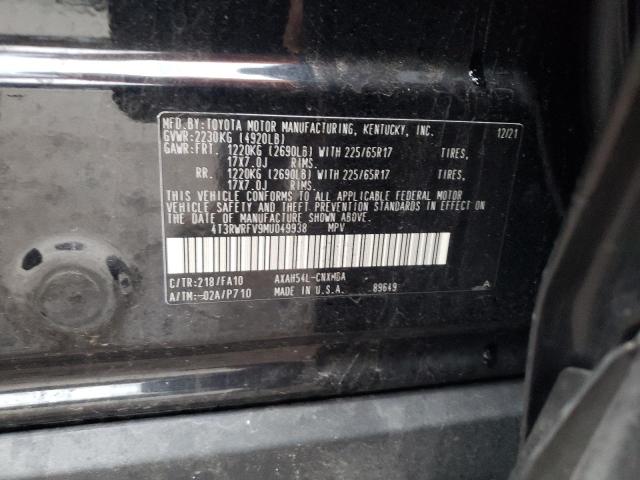 MFD.BY:TOYOTA MOTOR MANUFACTURING, KENTUCKY, INC. 12/21
GVWR:2230KG (4920LB)
GAWR:FRT. 1220KG (2690LB) WITH 225/65R17 TIRES,
17X7.0J RIMS.
RR. 1220KG (2690LB) WITH 225/65R17 TIRES,
17X7.0J RIMS.
THIS VEHICLE CONFORMS TO ALL APPLICABLE FEDERAL MOTOR
VEHICLE SAFETY AND THEFT PREVENTION STANDARDS IN EFFECT
ON THE DATE OF MANUFACTURE SHOWN ABOVE.
4T3RWRFV9MU049938 MPV
C/TR:218/FA10 AXAH54L-CNXMBA
A/TM:-02A/P710 MADE IN U.S.A. 89649 A